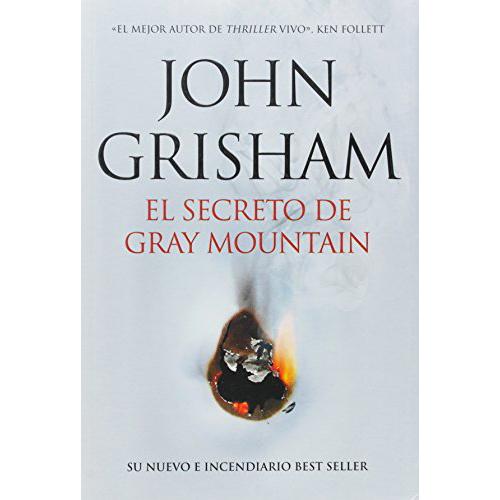 «EL MEJOR AUTOR DE THRILLER VIVO», KEN FOLLETT
JOHN
GRISHAM
EL SECRETO DE
GRAY MOUNTAIN
SU NUEVO E INCENDIARIO BEST SELLER